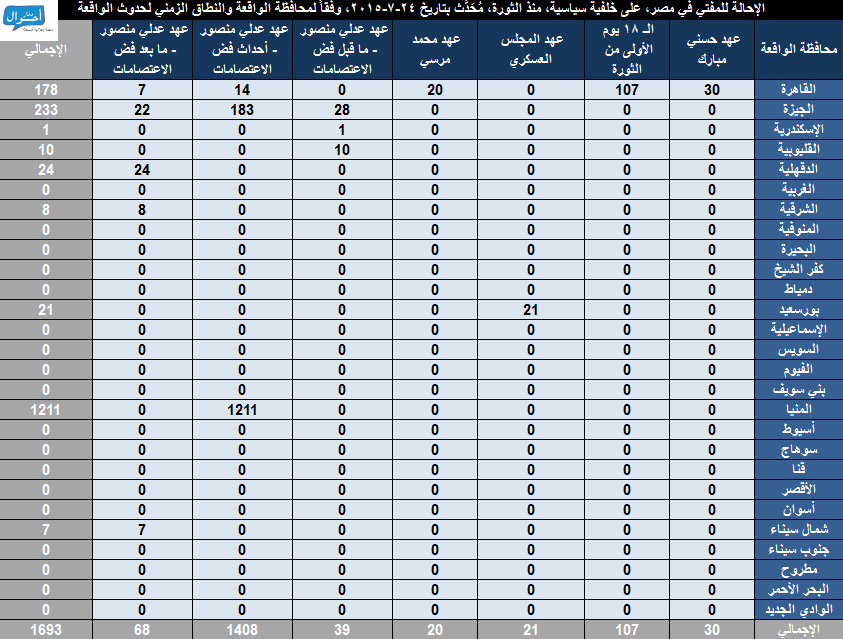 الإحالة للمفتي في مصر، على خلفية سياسية، منذ الثورة، مُحَدَّث بتاريخ ٢٤-٧-٢٠١٥، وفقاً لمحافظة الواقعة والنطاق الزمني لحدوث الواقعة
محافظة الواقعة | عهد حسني مبارك | الـ ١٨ يوم الأولى من الثورة | عهد المجلس العسكري | عهد محمد مرسي | عهد عدلي منصور - ما قبل فض الاعتصامات | عهد عدلي منصور - أحداث فض الاعتصامات | عهد عدلي منصور - ما بعد فض الاعتصامات | الإجمالي
القاهرة | 30 | 107 | 0 | 20 | 0 | 14 | 7 | 178
الجيزة | 0 | 0 | 0 | 0 | 28 | 183 | 22 | 233
الإسكندرية | 0 | 0 | 0 | 0 | 1 | 0 | 0 | 1
القليوبية | 0 | 0 | 0 | 0 | 10 | 0 | 0 | 10
الدقهلية | 0 | 0 | 0 | 0 | 0 | 0 | 24 | 24
الغربية | 0 | 0 | 0 | 0 | 0 | 0 | 0 | 0
الشرقية | 0 | 0 | 0 | 0 | 0 | 0 | 8 | 8
المنوفية | 0 | 0 | 0 | 0 | 0 | 0 | 0 | 0
البحيرة | 0 | 0 | 0 | 0 | 0 | 0 | 0 | 0
كفر الشيخ | 0 | 0 | 0 | 0 | 0 | 0 | 0 | 0
دمياط | 0 | 0 | 0 | 0 | 0 | 0 | 0 | 0
بورسعيد | 0 | 0 | 21 | 0 | 0 | 0 | 0 | 21
الإسماعيلية | 0 | 0 | 0 | 0 | 0 | 0 | 0 | 0
السويس | 0 | 0 | 0 | 0 | 0 | 0 | 0 | 0
الفيوم | 0 | 0 | 0 | 0 | 0 | 0 | 0 | 0
بني سويف | 0 | 0 | 0 | 0 | 0 | 0 | 0 | 0
المنيا | 0 | 0 | 0 | 0 | 0 | 1211 | 0 | 1211
أسيوط | 0 | 0 | 0 | 0 | 0 | 0 | 0 | 0
سوهاج | 0 | 0 | 0 | 0 | 0 | 0 | 0 | 0
قنا | 0 | 0 | 0 | 0 | 0 | 0 | 0 | 0
الأقصر | 0 | 0 | 0 | 0 | 0 | 0 | 0 | 0
أسوان | 0 | 0 | 0 | 0 | 0 | 0 | 0 | 0
شمال سيناء | 0 | 0 | 0 | 0 | 0 | 0 | 7 | 7
جنوب سيناء | 0 | 0 | 0 | 0 | 0 | 0 | 0 | 0
مطروح | 0 | 0 | 0 | 0 | 0 | 0 | 0 | 0
البحر الأحمر | 0 | 0 | 0 | 0 | 0 | 0 | 0 | 0
الوادي الجديد | 0 | 0 | 0 | 0 | 0 | 0 | 0 | 0
الإجمالي | 30 | 107 | 21 | 20 | 39 | 1408 | 68 | 1693